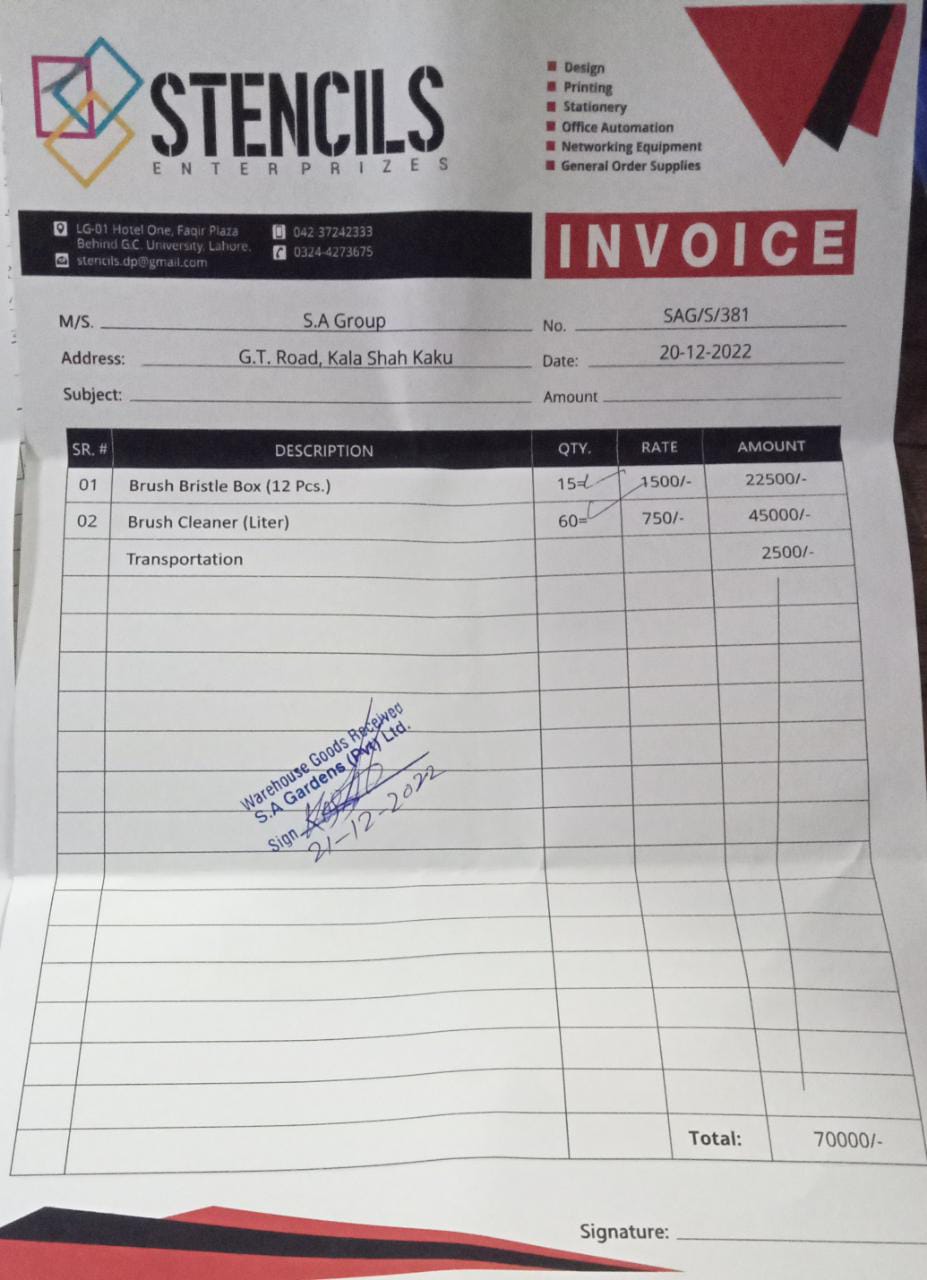 STENCILS
ENTERPRIZES
Design
Printing
Stationery
Office Automation
Networking Equipment
General Order Supplies
LG-01 Hotel One, Faqir Plaza
Behind G.C. University, Lahore.
stencils.dp@gmail.com
042 37242333
0324-4273675
INVOICE
M/S. S.A Group
No. SAG/S/381
Address: G.T. Road, Kala Shah Kaku
Date: 20-12-2022
Subject:
Amount
SR. # DESCRIPTION QTY. RATE AMOUNT
01 Brush Bristle Box (12 Pcs.) 15= 1500/- 22500/-
02 Brush Cleaner (Liter) 60= 750/- 45000/-
Transportation 2500/-
Warehouse Goods Received
S.A Gardens (Pvt) Ltd.
Sign
21-12-2022
Total: 70000/-
Signature: